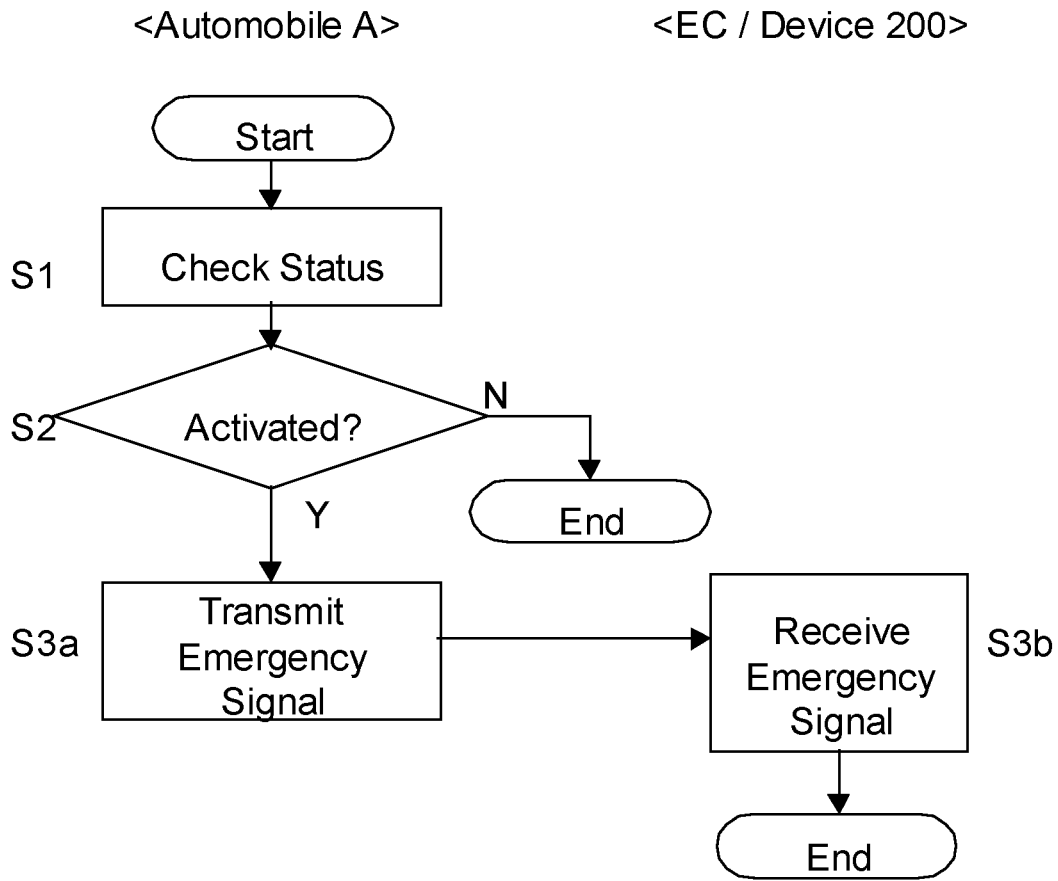 <Automobile A>
<EC / Device 200>
Start
S1
Check Status
S2
Activated?
N
Y
End
S3a
Transmit
Emergency
Signal
Receive
Emergency
Signal
S3b
End